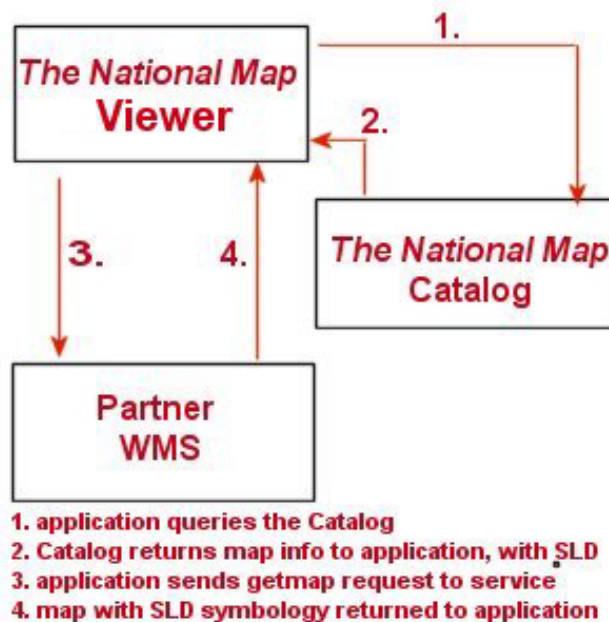 1.
The National Map
Viewer
2.
The National Map
Catalog
3.
4.
Partner
WMS
1. application queries the Catalog
2. Catalog returns map info to application, with SLD
3. application sends getmap request to service
4. map with SLD symbology returned to application